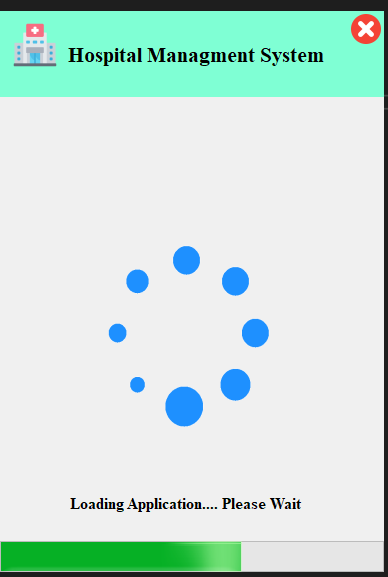 Hospital Managment System
Loading Application.... Please Wait